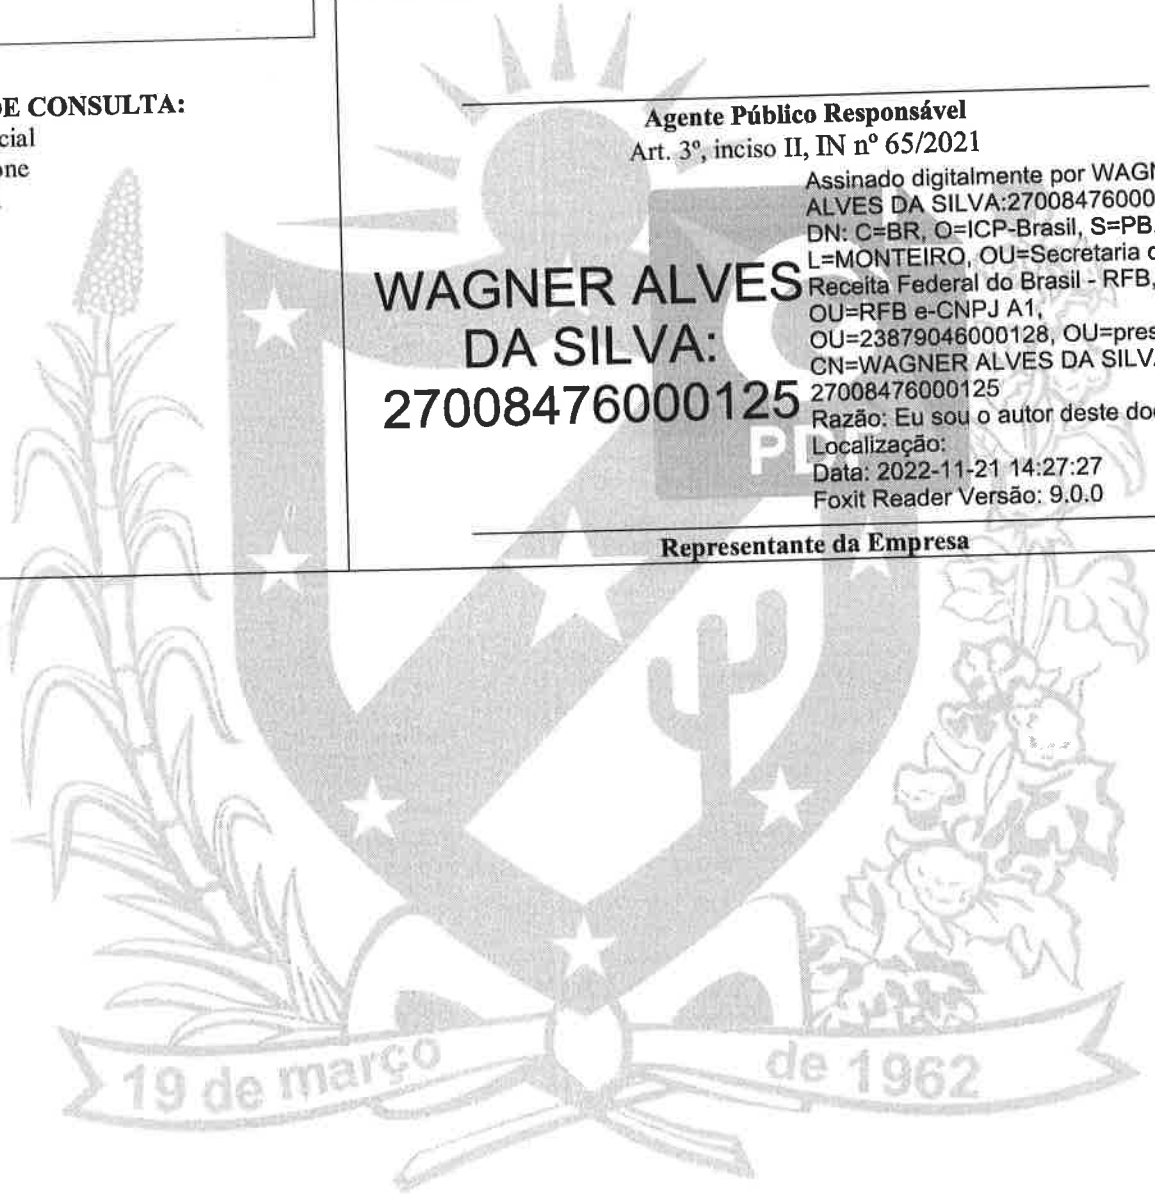 DE CONSULTA:
cial
one
Agente Público Responsável
Art. 3º, inciso II, IN nº 65/2021
WAGNER ALVES
DA SILVA:
27008476000125
Assinado digitalmente por WAGN
ALVES DA SILVA:27008476000
DN: C=BR, O=ICP-Brasil, S=PB,
L=MONTEIRO, OU=Secretaria d
Receita Federal do Brasil - RFB,
OU=RFB e-CNPJ A1,
OU=23879046000128, OU=pres
CN=WAGNER ALVES DA SILVA
27008476000125
Razão: Eu sou o autor deste do
Localização:
Data: 2022-11-21 14:27:27
Foxit Reader Versão: 9.0.0
PDF
Representante da Empresa
19 de março de 1962